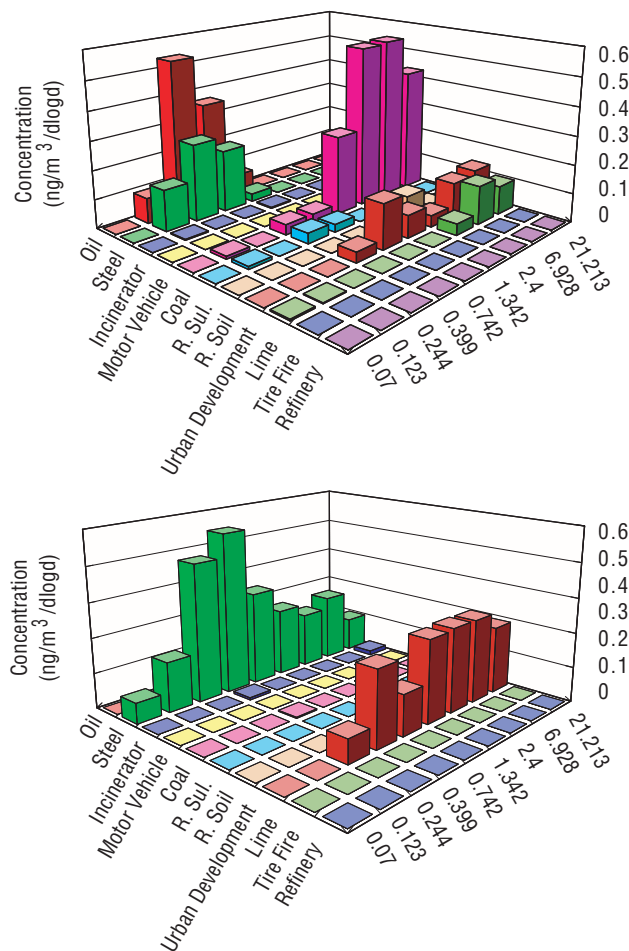 Concentration
(ng/m³/dlogd)
0.6
0.5
0.4
0.3
0.2
0.1
0
Oil
Steel
Incinerator
Motor Vehicle
Coal
R. Sul.
R. Soil
Urban Development
Lime
Tire Fire
Refinery
0.07
0.123
0.244
0.399
0.742
1.342
2.4
6.928
21.213
Concentration
(ng/m³/dlogd)
0.6
0.5
0.4
0.3
0.2
0.1
0
Oil
Steel
Incinerator
Motor Vehicle
Coal
R. Sul.
R. Soil
Urban Development
Lime
Tire Fire
Refinery
0.07
0.123
0.244
0.399
0.742
1.342
2.4
6.928
21.213